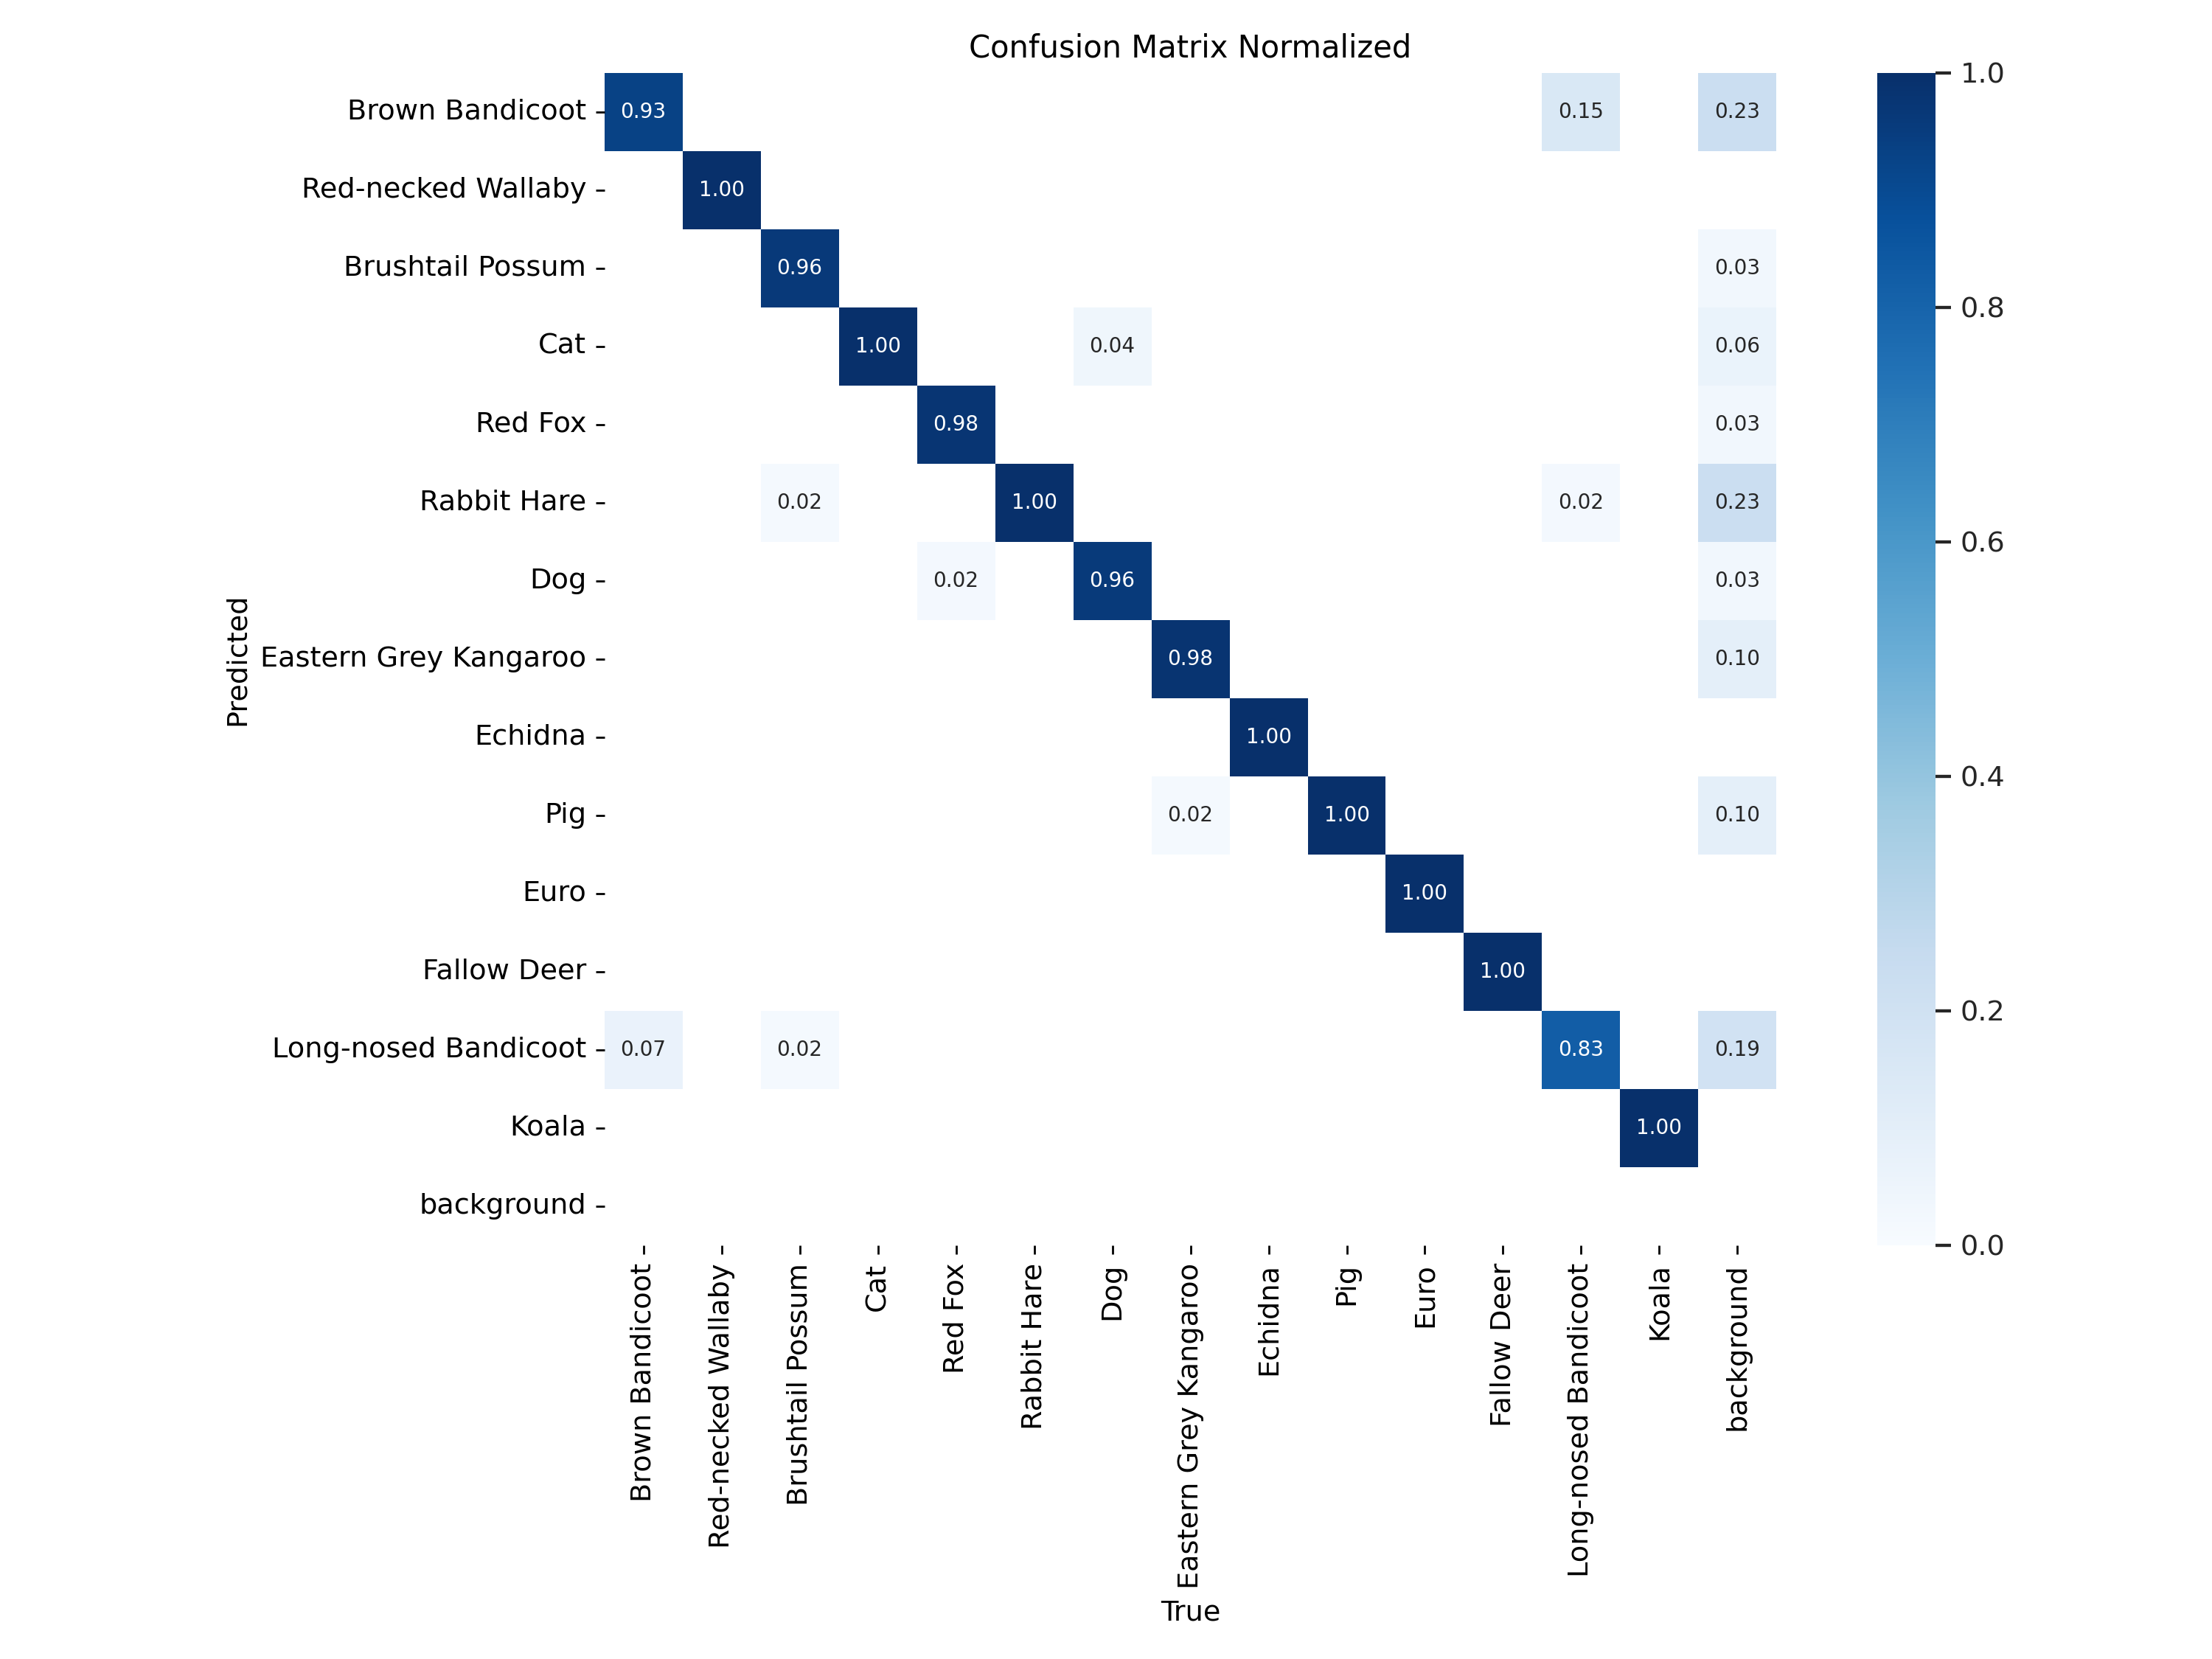 Confusion Matrix Normalized
Brown Bandicoot 0.93 0.15 0.23
Red-necked Wallaby 1.00
Brushtail Possum 0.96 0.03
Cat 1.00 0.04 0.06
Red Fox 0.98 0.03
Rabbit Hare 0.02 1.00 0.02 0.23
Dog 0.02 0.96 0.03
Eastern Grey Kangaroo 0.98 0.10
Echidna 1.00
Pig 0.02 1.00 0.10
Euro 1.00
Fallow Deer 1.00
Long-nosed Bandicoot 0.07 0.02 0.83 0.19
Koala 1.00
background
Predicted
Brown Bandicoot
Red-necked Wallaby
Brushtail Possum
Cat
Red Fox
Rabbit Hare
Dog
Eastern Grey Kangaroo
Echidna
Pig
Euro
Fallow Deer
Long-nosed Bandicoot
Koala
background
True
1.0
0.8
0.6
0.4
0.2
0.0